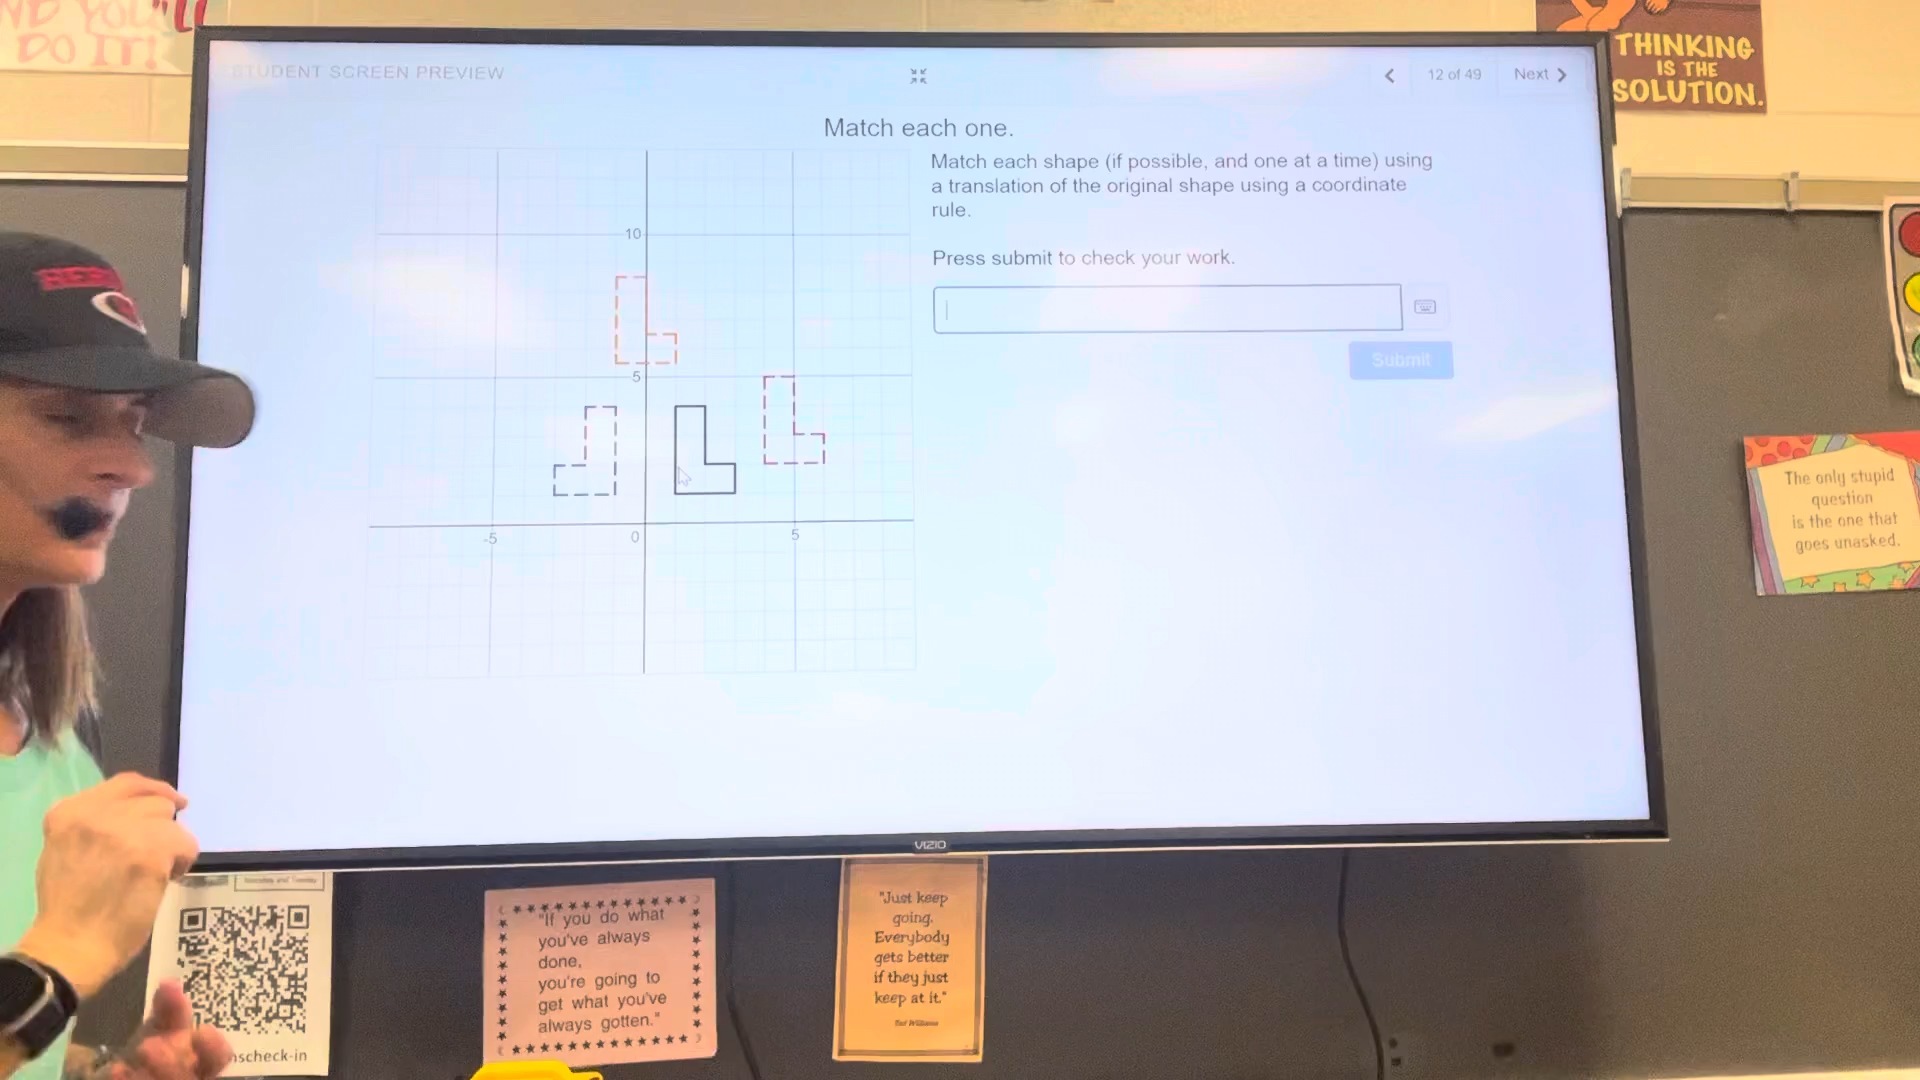 DO IT!
THINKING
IS THE
SOLUTION.
STUDENT SCREEN PREVIEW
12 of 49
Next
Match each one.
Match each shape (if possible, and one at a time) using
a translation of the original shape using a coordinate
rule.
Press submit to check your work.
Submit
10
5
-5
0
5
The only stupid
question
is the one that
goes unasked.
VIZIO
"If you do what
you've always
done,
you're going to
get what you've
always gotten."
"Just keep
going.
Everybody
gets better
if they just
keep at it."
Ted Williams